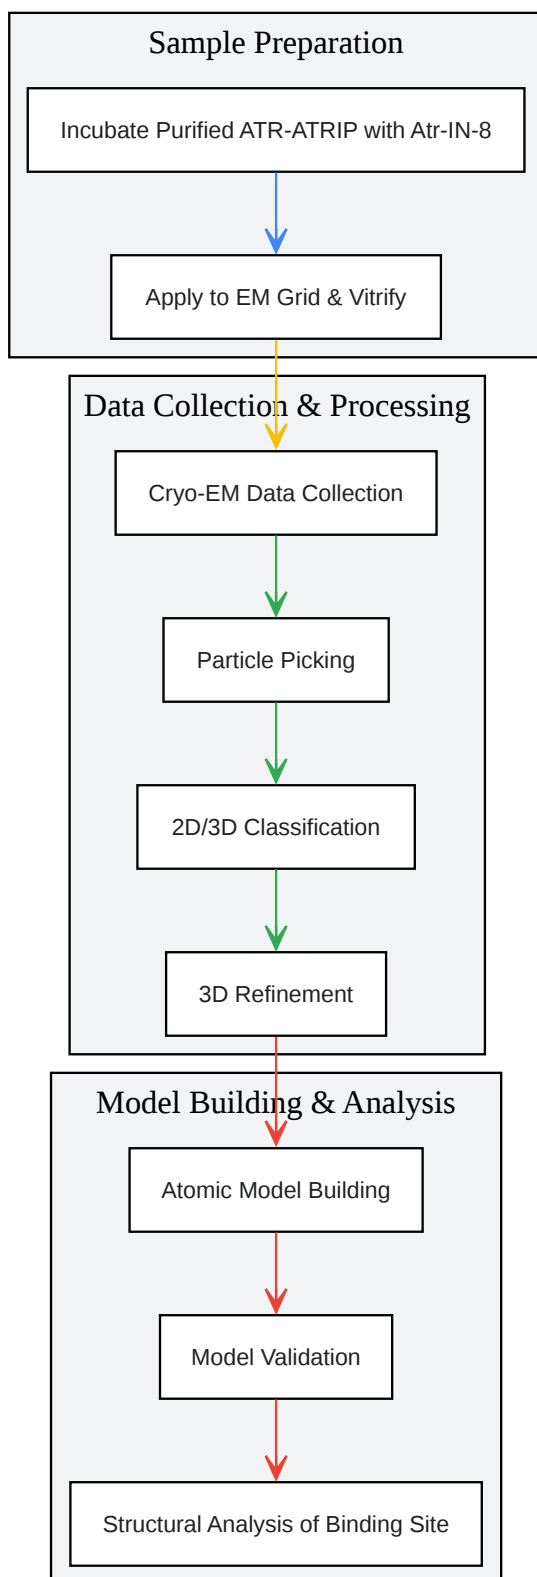 Sample Preparation
Incubate Purified ATR-ATRIP with Atr-IN-8
Apply to EM Grid & Vitrify
Data Collection & Processing
Cryo-EM Data Collection
Particle Picking
2D/3D Classification
3D Refinement
Model Building & Analysis
Atomic Model Building
Model Validation
Structural Analysis of Binding Site